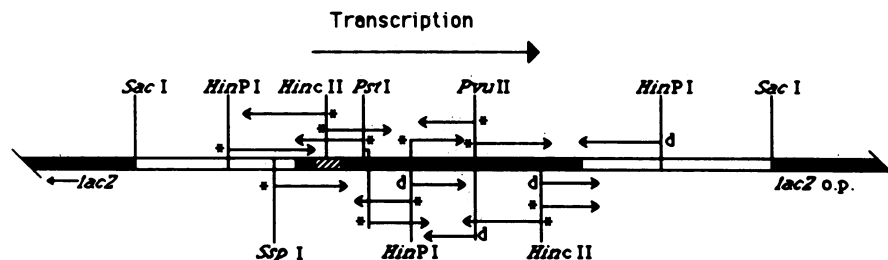 Transcription
Sac I HinP I Hinc II Pst I Pvu II HinP I Sac I
* * * * * *
* d
* d d
lacZ * * * lacZ o.p.
* *
d
Ssp I HinP I Hinc II